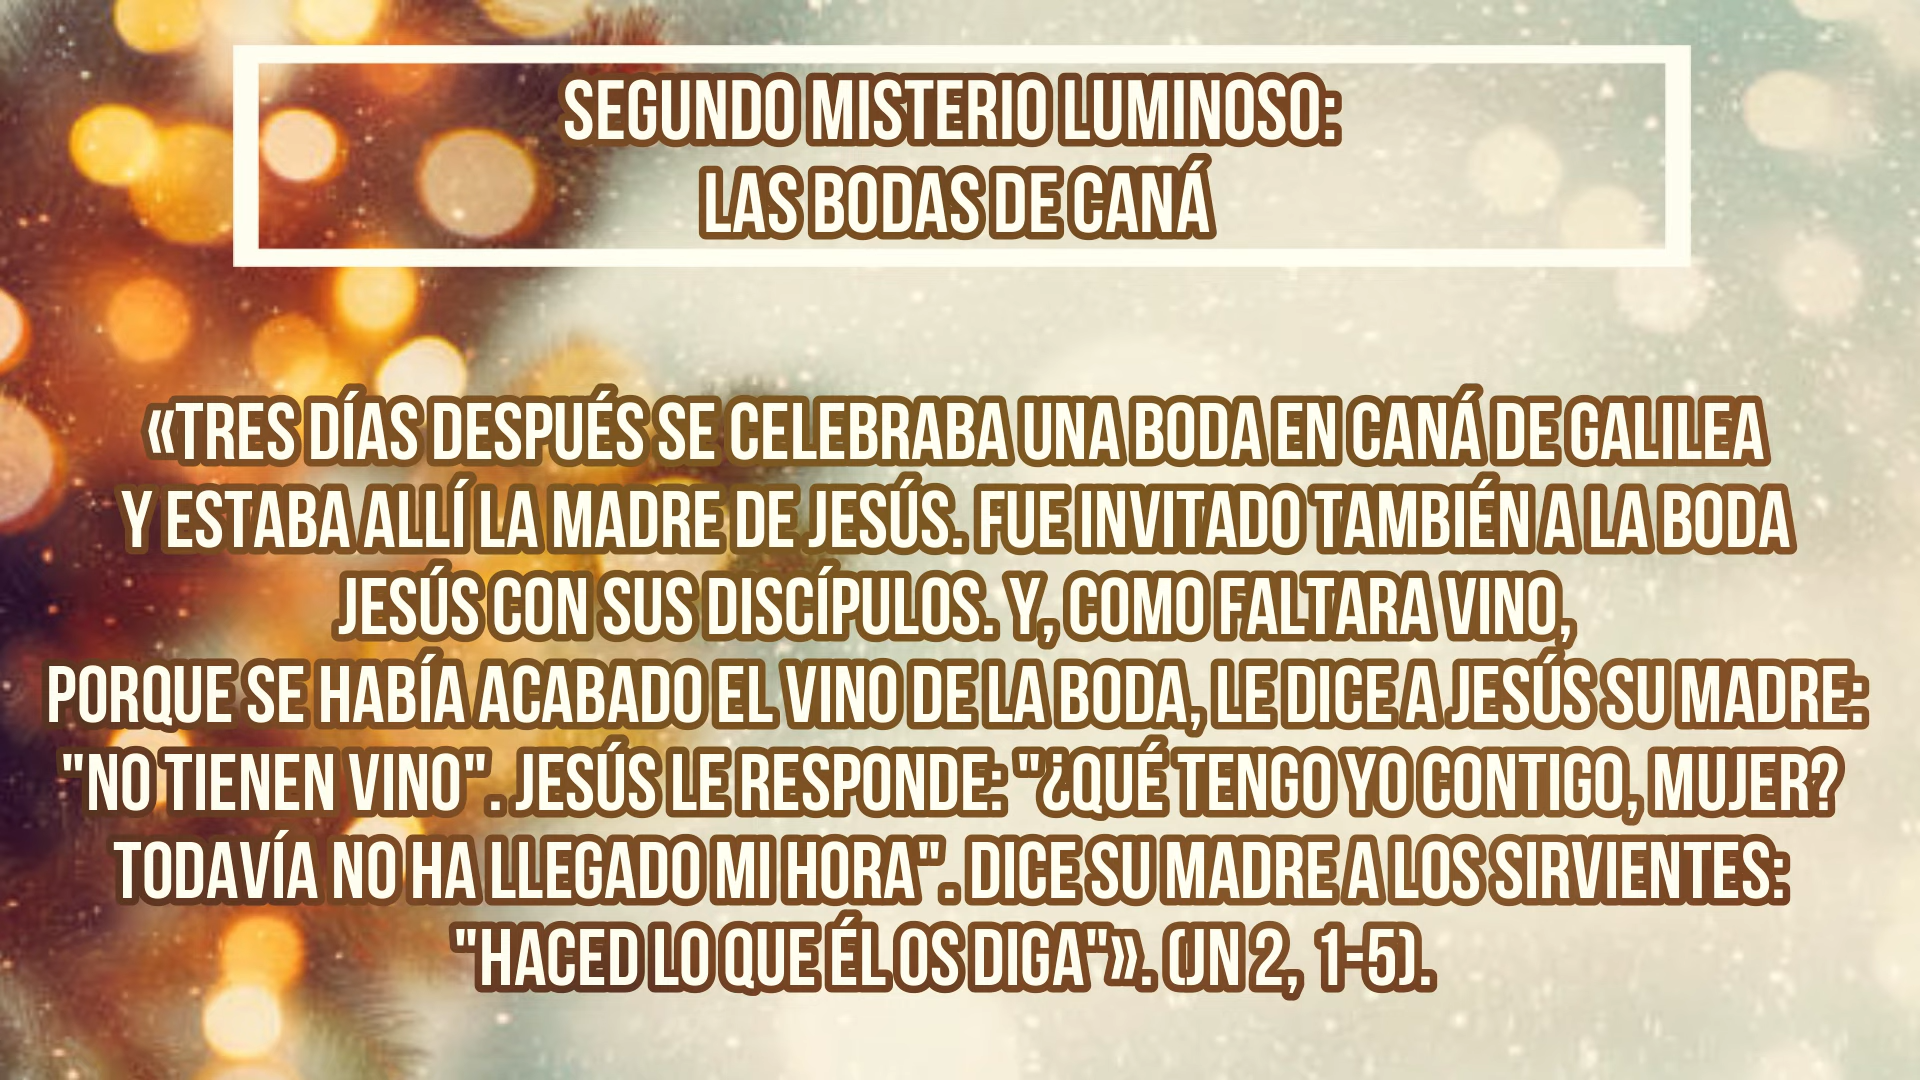 SEGUNDO MISTERIO LUMINOSO:
LAS BODAS DE CANÁ
«TRES DÍAS DESPUÉS SE CELEBRABA UNA BODA EN CANÁ DE GALILEA
Y ESTABA ALLÍ LA MADRE DE JESÚS. FUE INVITADO TAMBIÉN A LA BODA
JESÚS CON SUS DISCÍPULOS. Y, COMO FALTARA VINO,
PORQUE SE HABÍA ACABADO EL VINO DE LA BODA, LE DICE A JESÚS SU MADRE:
"NO TIENEN VINO". JESÚS LE RESPONDE: "¿QUÉ TENGO YO CONTIGO, MUJER?
TODAVÍA NO HA LLEGADO MI HORA". DICE SU MADRE A LOS SIRVIENTES:
"HACED LO QUE ÉL OS DIGA"». (JN 2, 1-5).